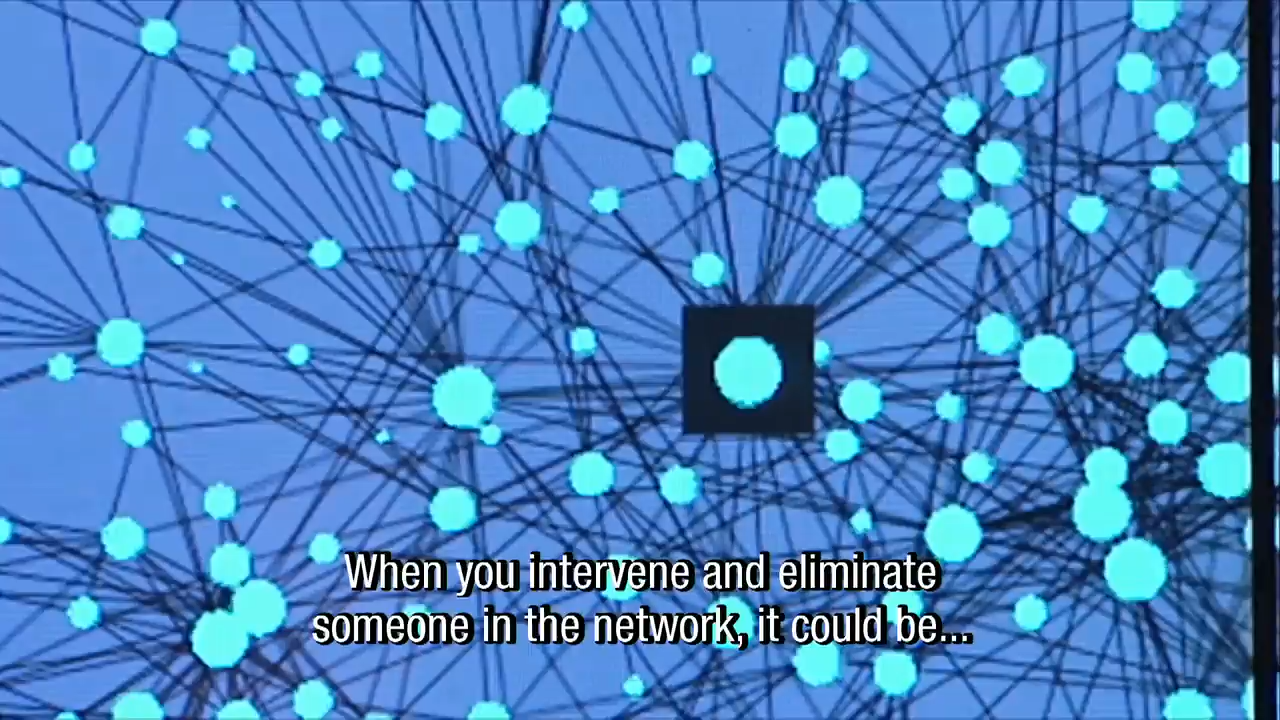 When you intervene and eliminate
someone in the network, it could be...